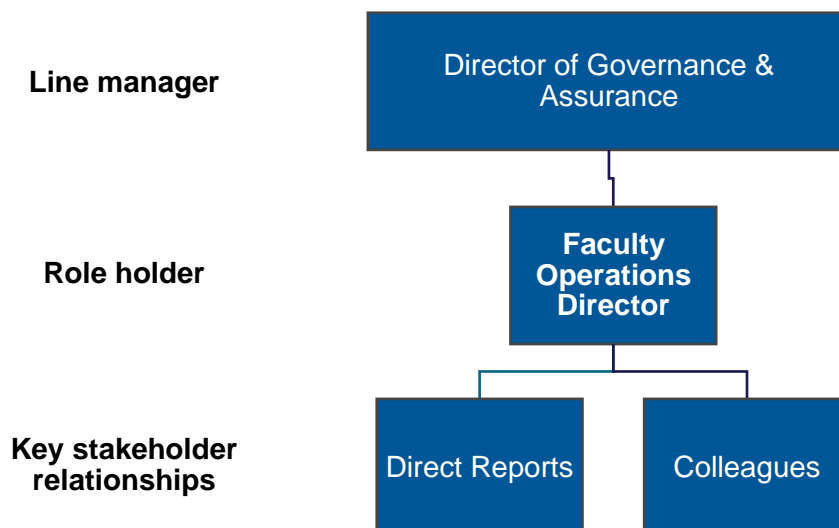 Line manager
Director of Governance &
Assurance
Role holder
Faculty
Operations
Director
Key stakeholder
relationships
Direct Reports
Colleagues